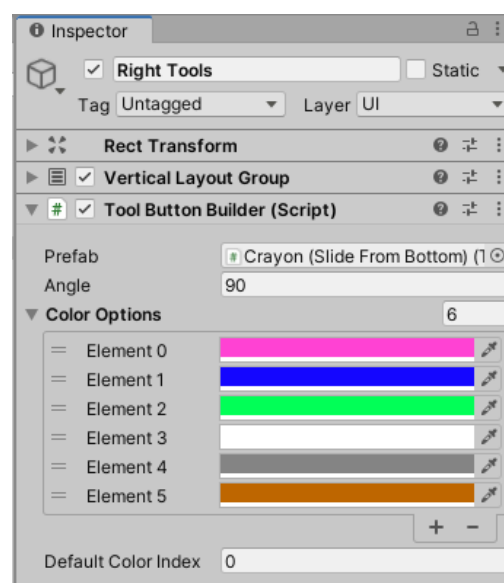 Inspector
Right Tools Static
Tag Untagged Layer UI
Rect Transform
Vertical Layout Group
# Tool Button Builder (Script)
Prefab # Crayon (Slide From Bottom) (T
Angle 90
Color Options 6
Element 0
Element 1
Element 2
Element 3
Element 4
Element 5
+ -
Default Color Index 0